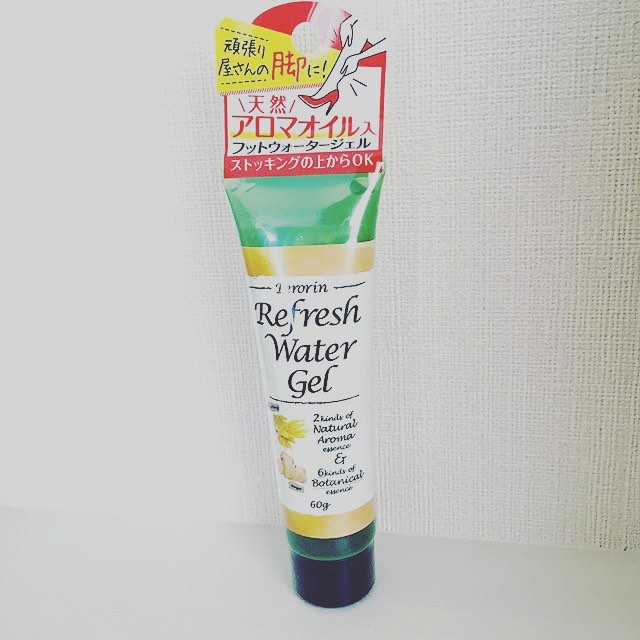 頑張り
屋さんの脚に!
\天然/
アロマオイル入
フットウォータージェル
ストッキングの上からOK
Refresh
Water
Gel
2kinds of
Natural
Aroma
essence
&
6kinds of
Botanical
essence
60g